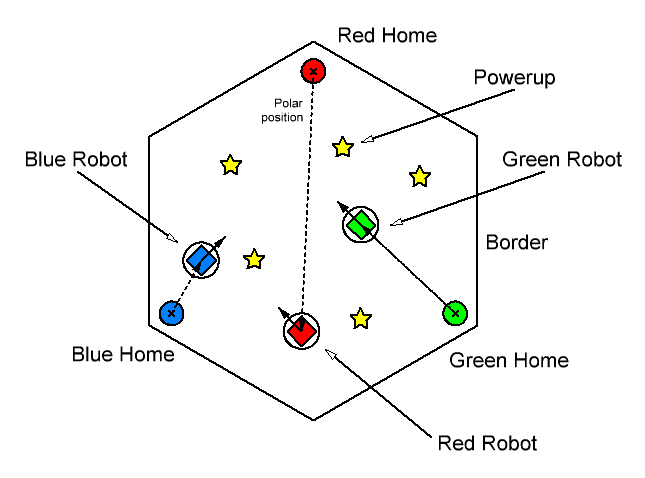 Red Home
Powerup
Polar
position
Blue Robot
Green Robot
Border
Blue Home
Green Home
Red Robot